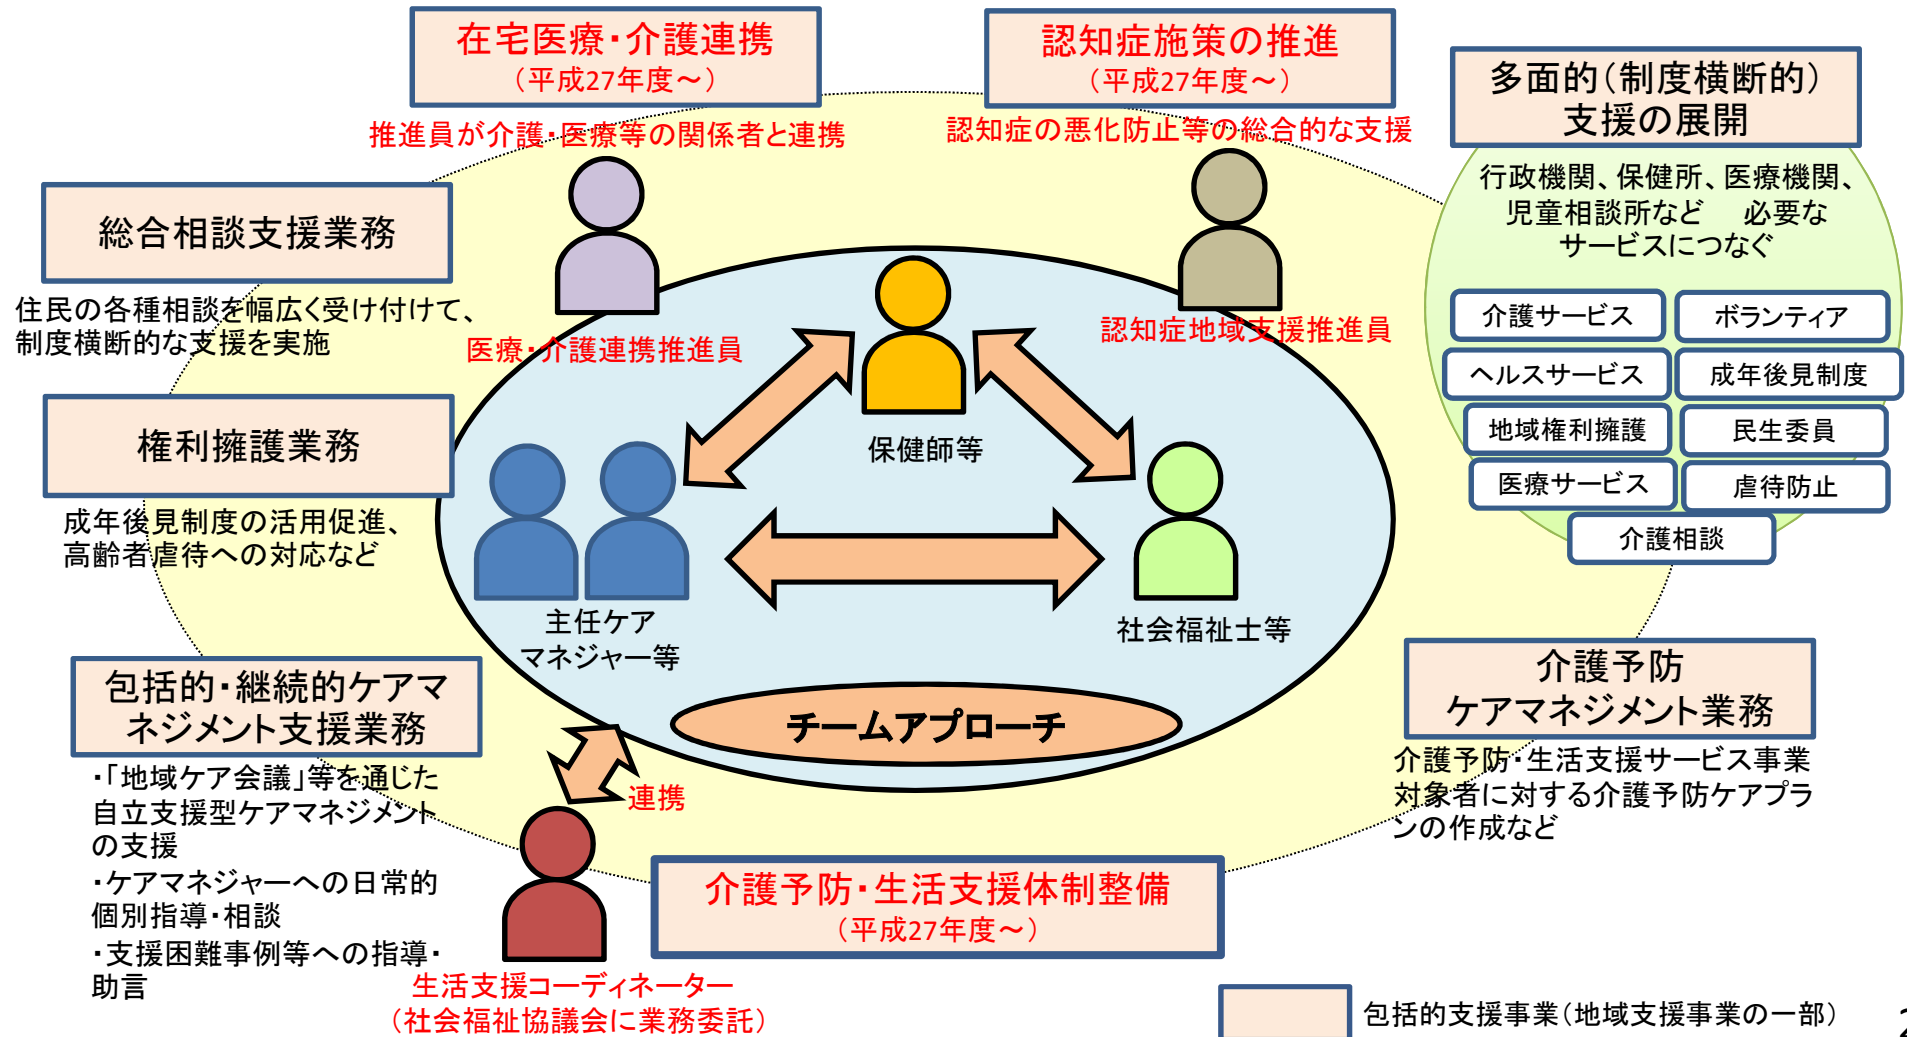 在宅医療・介護連携
（平成27年度～）
推進員が介護・医療等の関係者と連携
認知症施策の推進
（平成27年度～）
認知症の悪化防止等の総合的な支援
多面的（制度横断的）
支援の展開
行政機関、保健所、医療機関、
児童相談所など　必要な
サービスにつなぐ
介護サービス
ボランティア
ヘルスサービス
成年後見制度
地域権利擁護
民生委員
医療サービス
虐待防止
介護相談
総合相談支援業務
住民の各種相談を幅広く受け付けて、
制度横断的な支援を実施
医療・介護連携推進員
認知症地域支援推進員
権利擁護業務
成年後見制度の活用促進、
高齢者虐待への対応など
保健師等
主任ケア
マネジャー等
社会福祉士等
チームアプローチ
包括的・継続的ケアマ
ネジメント支援業務
・「地域ケア会議」等を通じた
自立支援型ケアマネジメント
の支援
・ケアマネジャーへの日常的
個別指導・相談
・支援困難事例等への指導・
助言
連携
生活支援コーディネーター
（社会福祉協議会に業務委託）
介護予防・生活支援体制整備
（平成27年度～）
介護予防
ケアマネジメント業務
介護予防・生活支援サービス事業
対象者に対する介護予防ケアプラ
ンの作成など
包括的支援事業（地域支援事業の一部）